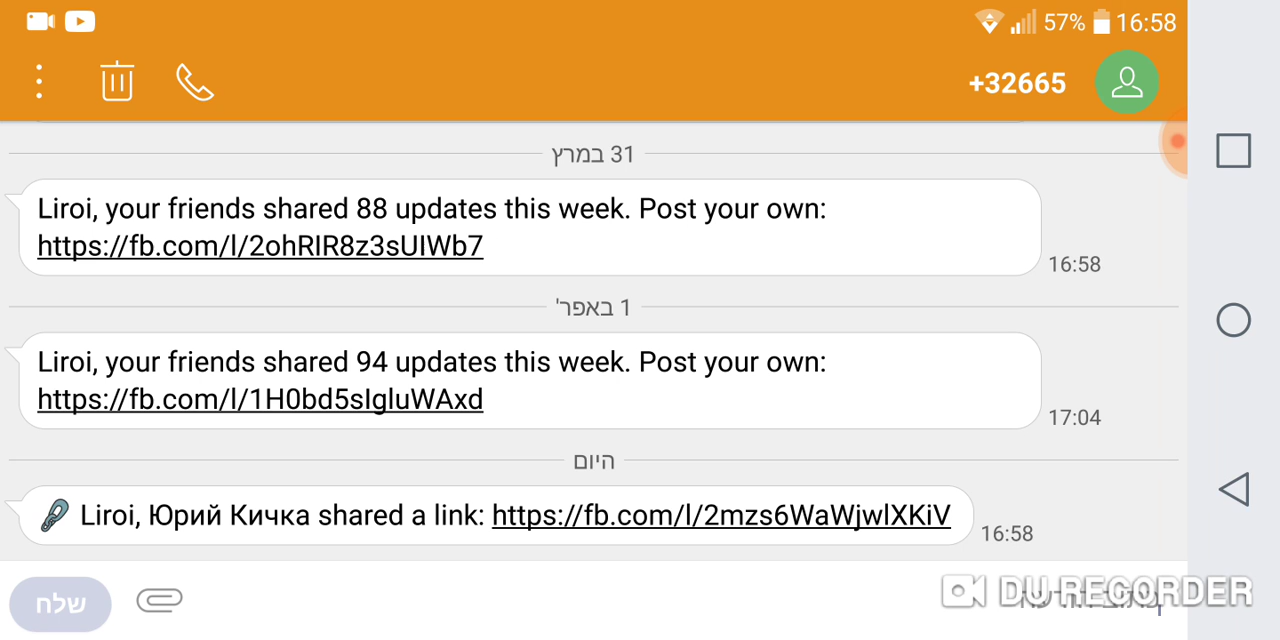 57% 16:58
+32665
31 במרץ
Liroi, your friends shared 88 updates this week. Post your own:
https://fb.com/l/2ohRIR8z3sUIWb7
16:58
1 באפר'
Liroi, your friends shared 94 updates this week. Post your own:
https://fb.com/l/1H0bd5sIgluWAxd
17:04
היום
Liroi, Юрий Кичка shared a link: https://fb.com/l/2mzs6WaWjwlXKiV
16:58
שלח
DU RECORDER